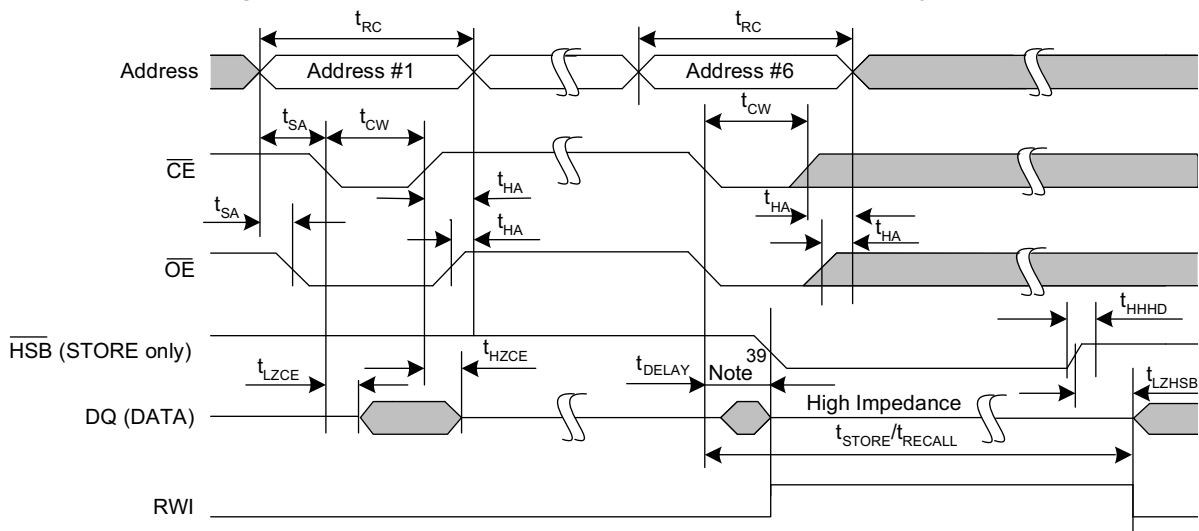 tRC tRC
Address Address #1 Address #6
tCW
tSA tCW
CE
tHA tHA
tSA
tHA tHA
OE
tHHHD
HSB (STORE only)
39
tLZCE tHZCE tDELAY Note tLZHSB
High Impedance
DQ (DATA)
tSTORE/tRECALL
RWI